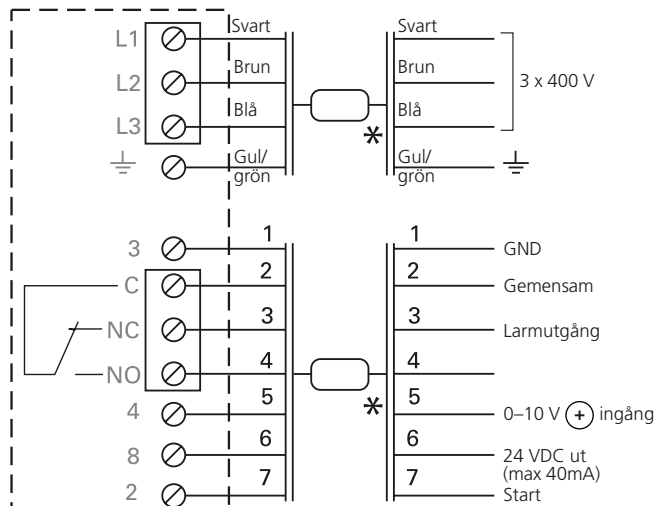 L1 Svart Svart
L2 Brun Brun
3 x 400 V
L3 Blå Blå
Gul/
grön
Gul/
grön
3 1 1 GND
C 2 2 Gemensam
NC 3 3 Larmutgång
NO 4 4
4 5 5 0–10 V + ingång
8 6 6 24 VDC ut
(max 40mA)
2 7 7 Start
*
*